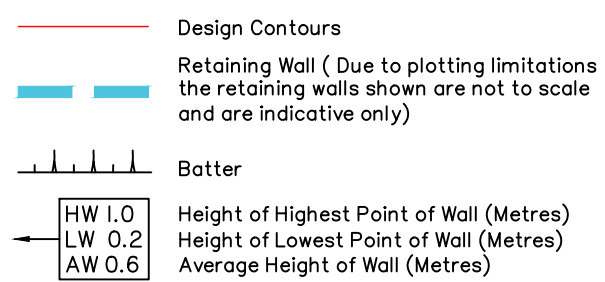 Design Contours
Retaining Wall ( Due to plotting limitations
the retaining walls shown are not to scale
and are indicative only)
Batter
HW 1.0 Height of Highest Point of Wall (Metres)
LW 0.2 Height of Lowest Point of Wall (Metres)
AW 0.6 Average Height of Wall (Metres)